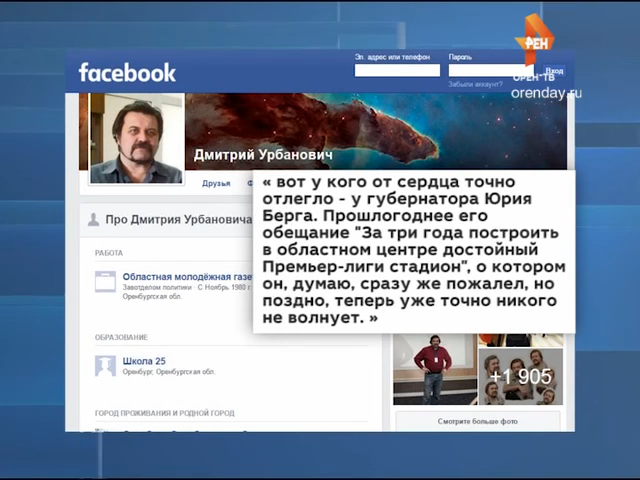 РЕН
ОРЕН-ТВ
orenday.ru
facebook
Эл. адрес или телефон
Пароль
Вход
Забыли аккаунт?
Дмитрий Урбанович
Друзья
Про Дмитрия Урбановича
« вот у кого от сердца точно
отлегло - у губернатора Юрия
Берга. Прошлогоднее его
обещание "За три года построить
в областном центре достойный
Премьер-лиги стадион", о котором
он, думаю, сразу же пожалел, но
поздно, теперь уже точно никого
не волнует. »
РАБОТА
Областная молодёжная газет
Завотделом политики · С Ноябрь 1980 г
Оренбургская обл.
ОБРАЗОВАНИЕ
Школа 25
Оренбург, Оренбургская обл.
ГОРОД ПРОЖИВАНИЯ И РОДНОЙ ГОРОД
+1 905
Смотрите больше фото